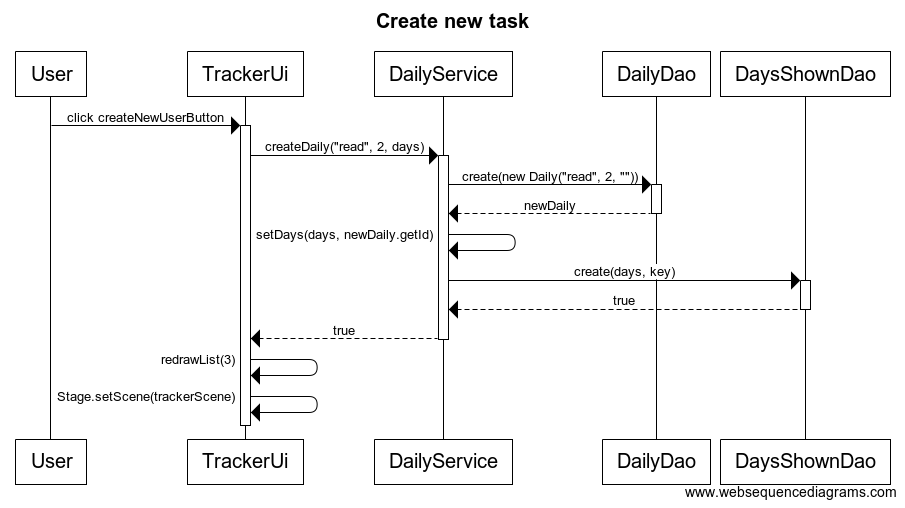 Create new task
User
TrackerUi
DailyService
DailyDao
DaysShownDao
click createNewUserButton
createDaily("read", 2, days)
create(new Daily("read", 2, ""))
newDaily
setDays(days, newDaily.getId)
create(days, key)
true
true
redrawList(3)
Stage.setScene(trackerScene)
User
TrackerUi
DailyService
DailyDao
DaysShownDao
www.websequencediagrams.com